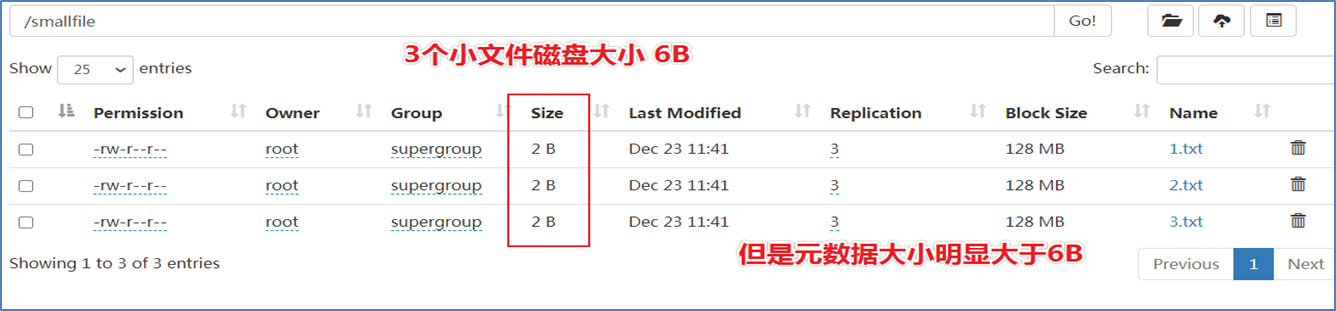 /smallfile Go!
3个小文件磁盘大小 6B
Show 25 entries Search:
Permission Owner Group Size Last Modified Replication Block Size Name
-rw-r--r-- root supergroup 2 B Dec 23 11:41 3 128 MB 1.txt
-rw-r--r-- root supergroup 2 B Dec 23 11:41 3 128 MB 2.txt
-rw-r--r-- root supergroup 2 B Dec 23 11:41 3 128 MB 3.txt
但是元数据大小明显大于6B
Showing 1 to 3 of 3 entries Previous 1 Next